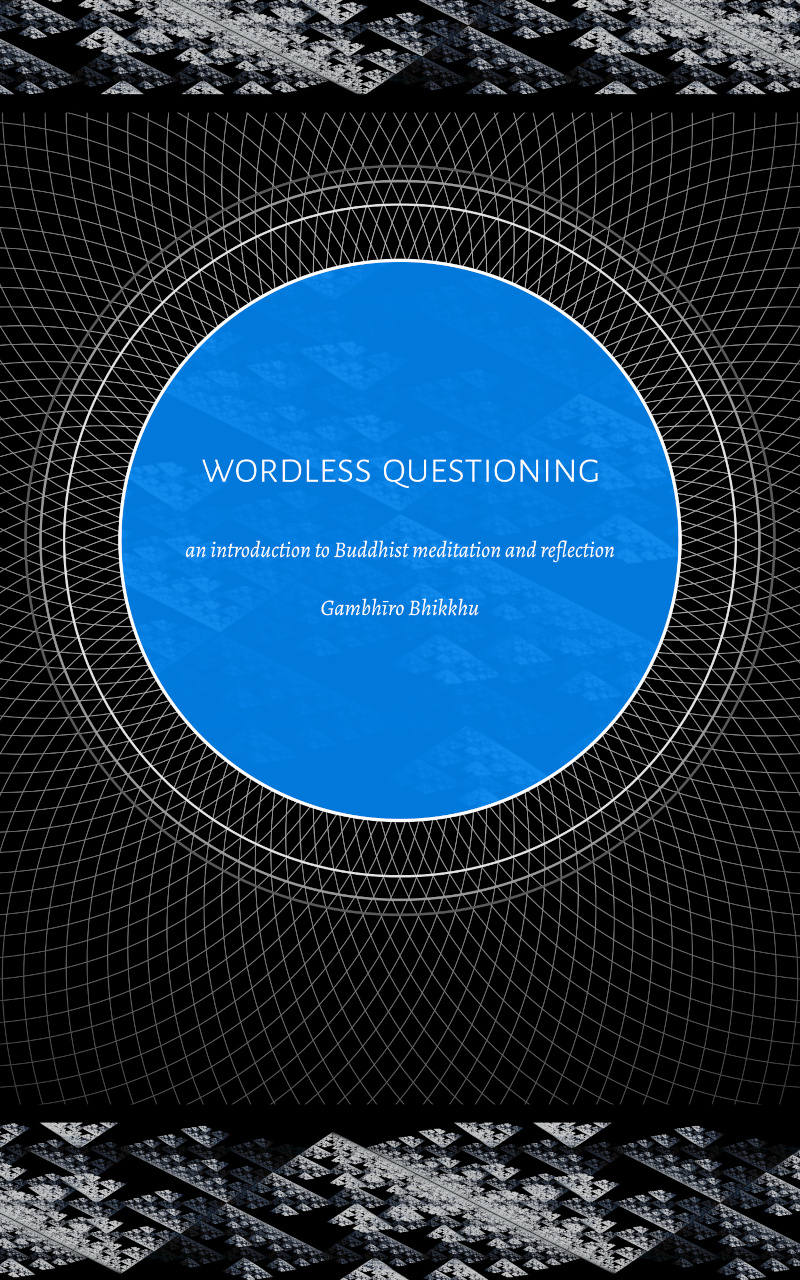 WORDLESS QUESTIONING
an introduction to Buddhist meditation and reflection
Gambhīro Bhikkhu